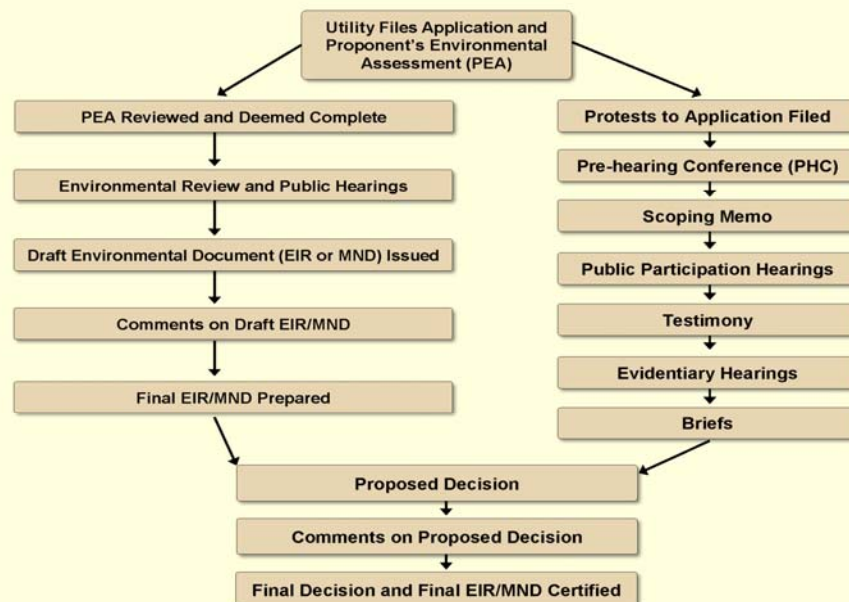 Utility Files Application and
Proponent's Environmental
Assessment (PEA)
PEA Reviewed and Deemed Complete
Environmental Review and Public Hearings
Draft Environmental Document (EIR or MND) Issued
Comments on Draft EIR/MND
Final EIR/MND Prepared
Protests to Application Filed
Pre-hearing Conference (PHC)
Scoping Memo
Public Participation Hearings
Testimony
Evidentiary Hearings
Briefs
Proposed Decision
Comments on Proposed Decision
Final Decision and Final EIR/MND Certified